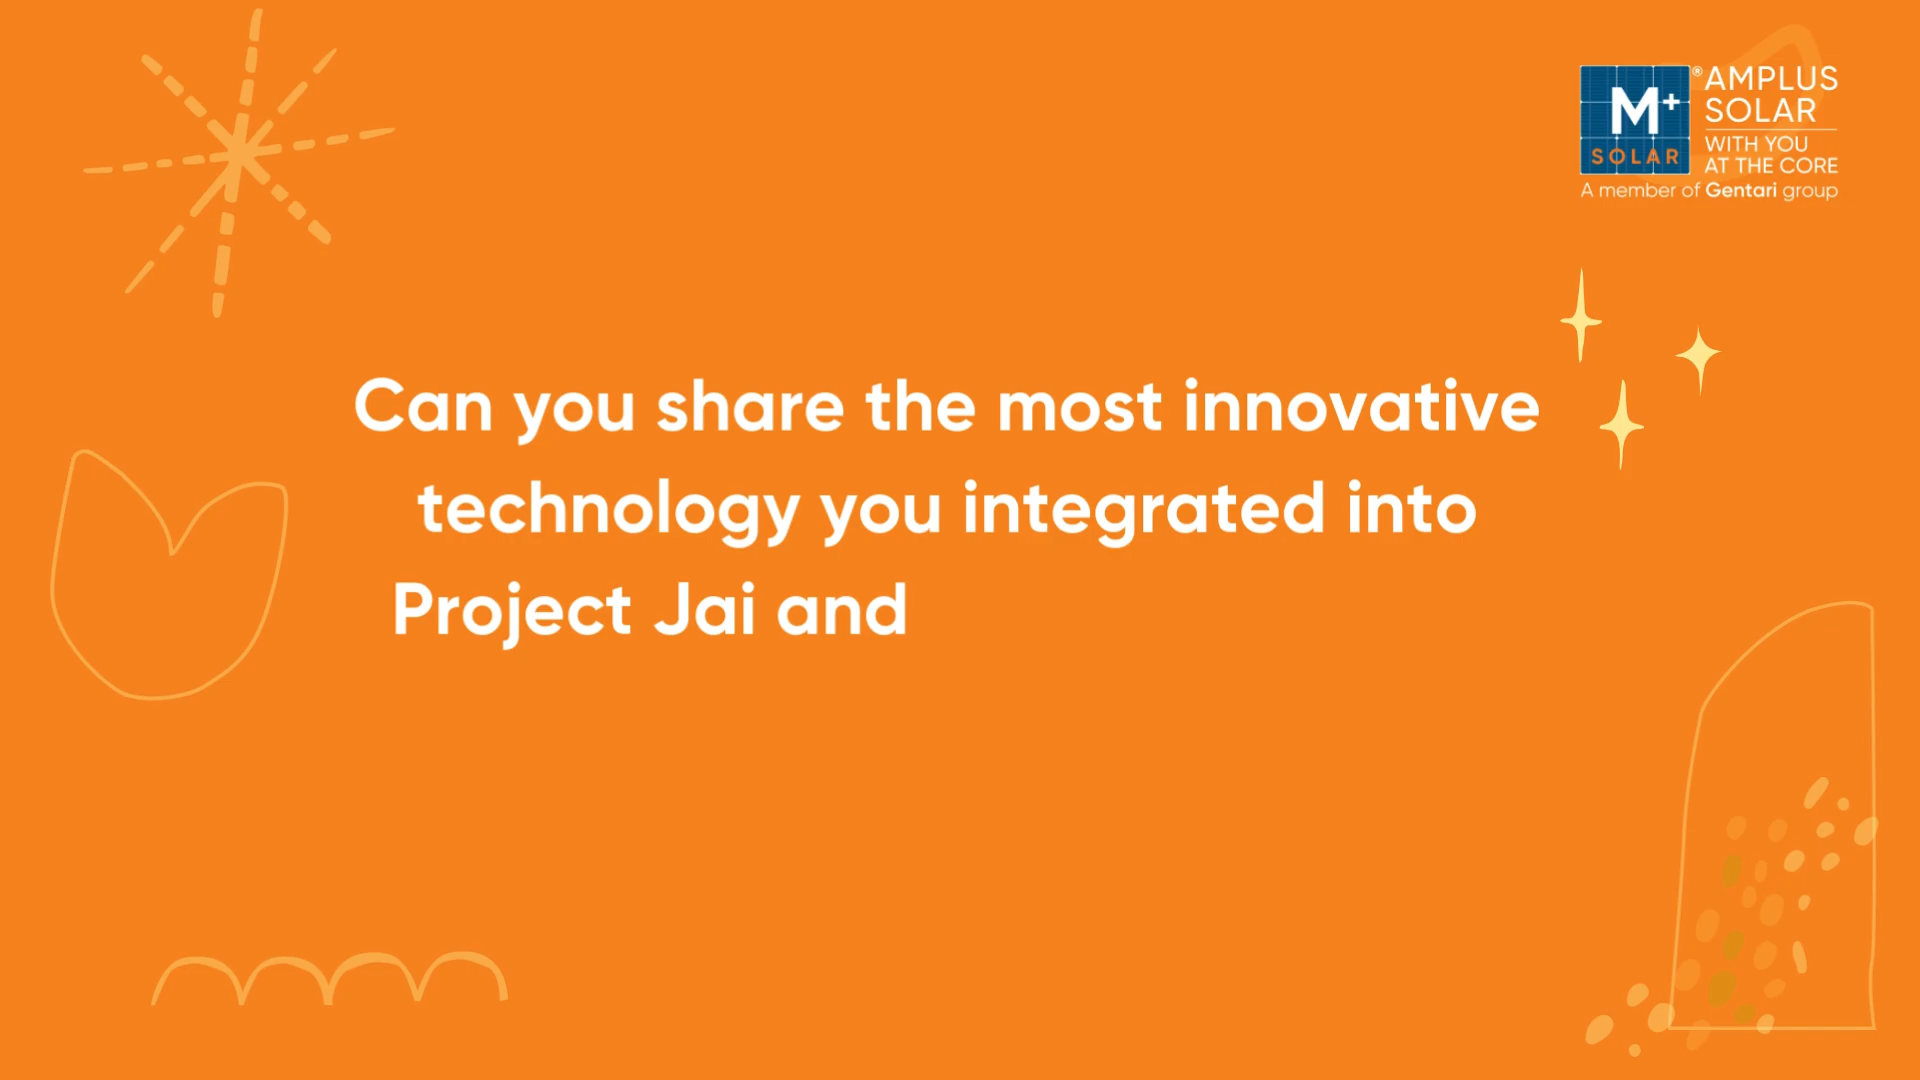 M+
SOLAR
®AMPLUS
SOLAR
WITH YOU
AT THE CORE
A member of Gentari group
Can you share the most innovative
technology you integrated into
Project Jai and